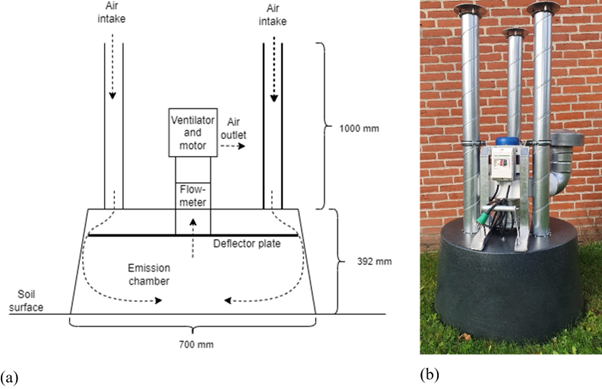 Air
intake
Air
intake
Ventilator
and
motor
Air
outlet
1000 mm
Flow-
meter
Deflector plate
392 mm
Emission
chamber
Soil
surface
700 mm
(a)
(b)